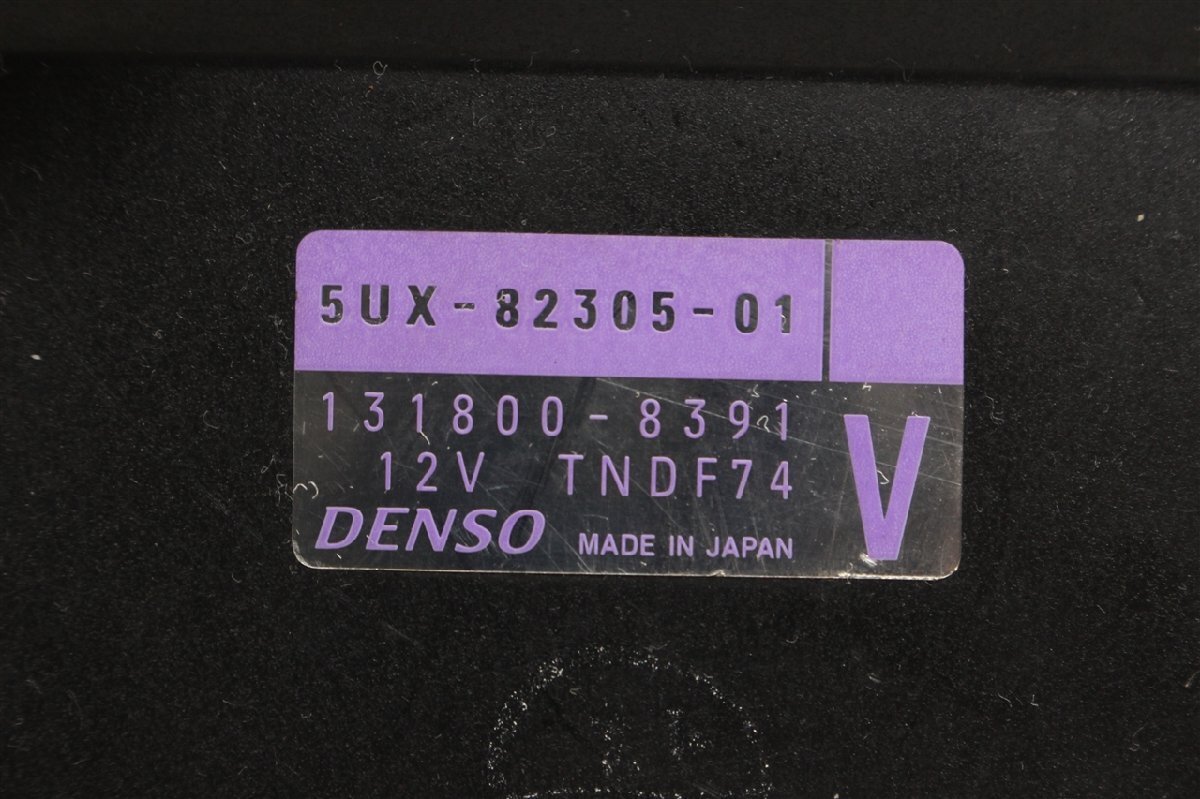 5UX-82305-01
131800-8391
12V TNDF74
V
DENSO MADE IN JAPAN